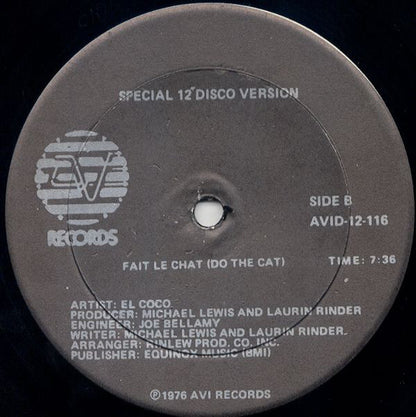 SPECIAL 12" DISCO VERSION
AVI
RECORDS
SIDE B
AVID-12-116
FAIT LE CHAT (DO THE CAT)
TIME: 7:36
ARTIST: EL COCO
PRODUCER: MICHAEL LEWIS AND LAURIN RINDER
ENGINEER: JOE BELLAMY
WRITER: MICHAEL LEWIS AND LAURIN RINDER
ARRANGER: RINLEW PROD. CO. INC.
PUBLISHER: EQUINOX MUSIC (BMI)
℗ 1976 AVI RECORDS